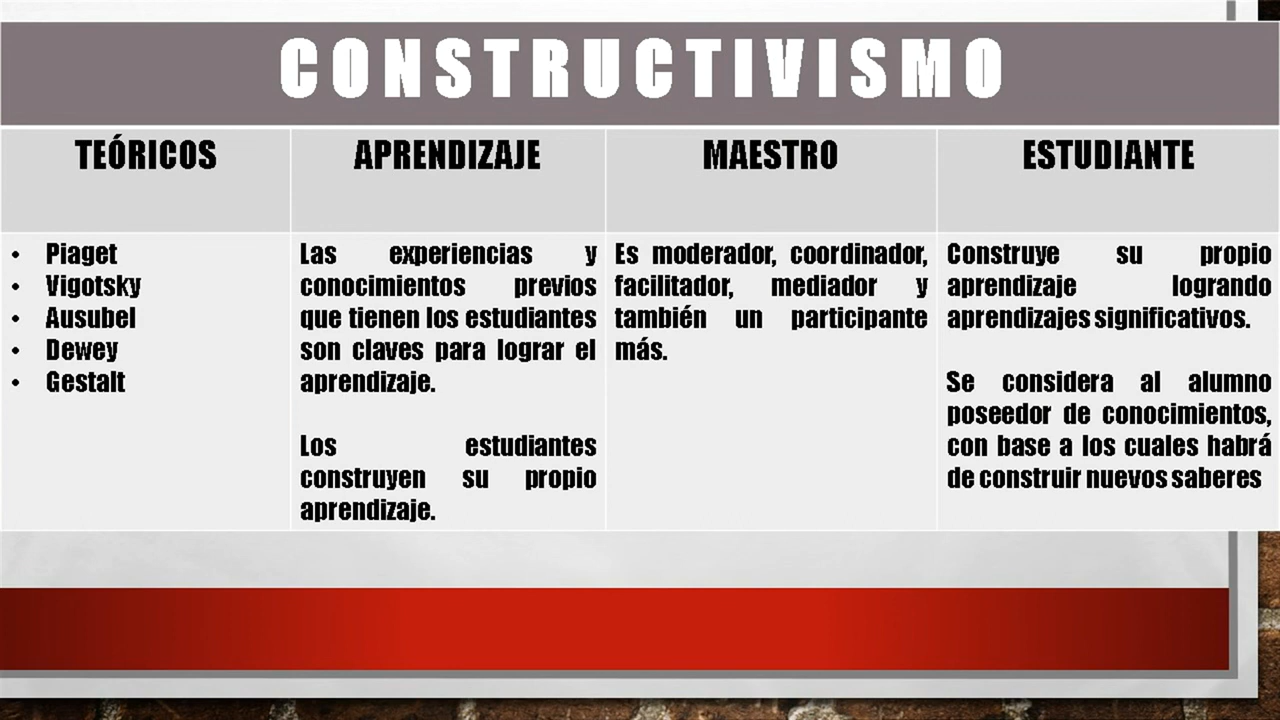 CONSTRUCTIVISMO
TEÓRICOS
APRENDIZAJE
MAESTRO
ESTUDIANTE
• Piaget
• Vigotsky
• Ausubel
• Dewey
• Gestalt
Las experiencias y
conocimientos previos
que tienen los estudiantes
son claves para lograr el
aprendizaje.
Los estudiantes
construyen su propio
aprendizaje.
Es moderador, coordinador,
facilitador, mediador y
también un participante
más.
Construye su propio
aprendizaje logrando
aprendizajes significativos.
Se considera al alumno
poseedor de conocimientos,
con base a los cuales habrá
de construir nuevos saberes